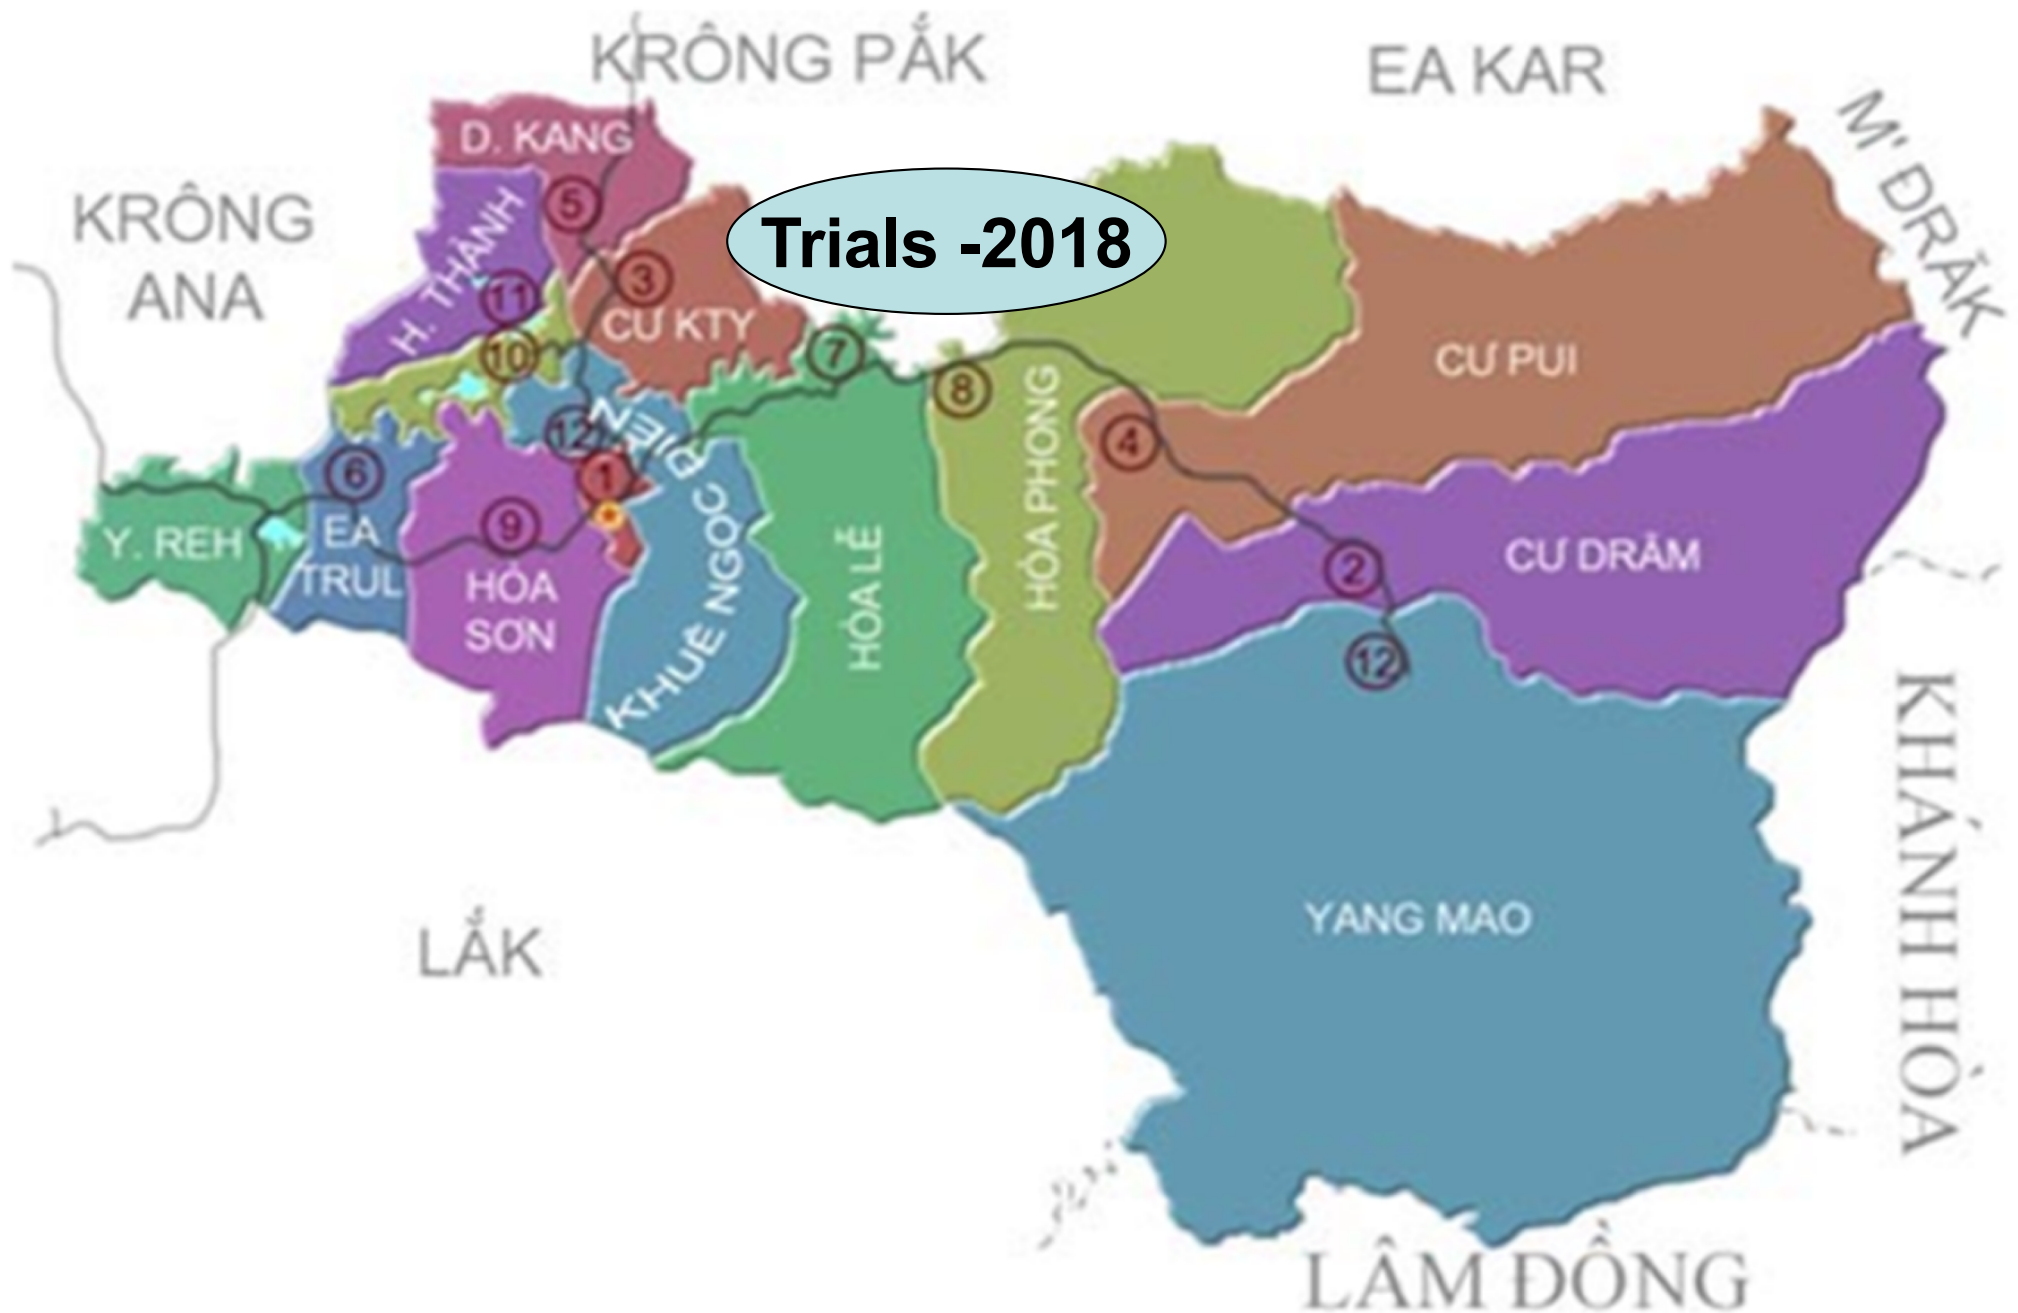 KRÔNG PẮK
EA KAR
M' ĐRĂK
D. KANG
KRÔNG
ANA
5
H. THÀNH
Trials -2018
3
11
CƯ KTY
10
7
CƯ PUI
8
HÒA PHONG
4
12
ĐIỀN
6
1
9
Y. REH
EA
TRUL
HÒA
SƠN
KHUÊ NGỌC
HÒA LỄ
2
CƯ DRĂM
12
KHÁNH HÒA
YANG MAO
LẮK
LÂM ĐỒNG